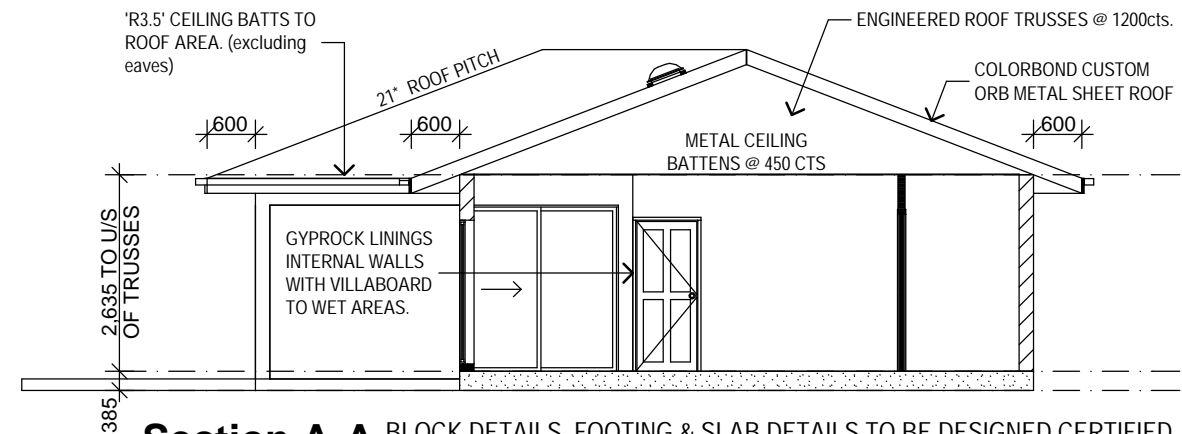 'R3.5' CEILING BATTS TO
ROOF AREA. (excluding
eaves)
ENGINEERED ROOF TRUSSES @ 1200cts.
21* ROOF PITCH
COLORBOND CUSTOM
ORB METAL SHEET ROOF
600
600
600
METAL CEILING
BATTENS @ 450 CTS
2,635 TO U/S
OF TRUSSES
GYPROCK LININGS
INTERNAL WALLS
WITH VILLABOARD
TO WET AREAS.
385
Section A-A BLOCK DETAILS, FOOTING & SLAB DETAILS TO BE DESIGNED CERTIFIED